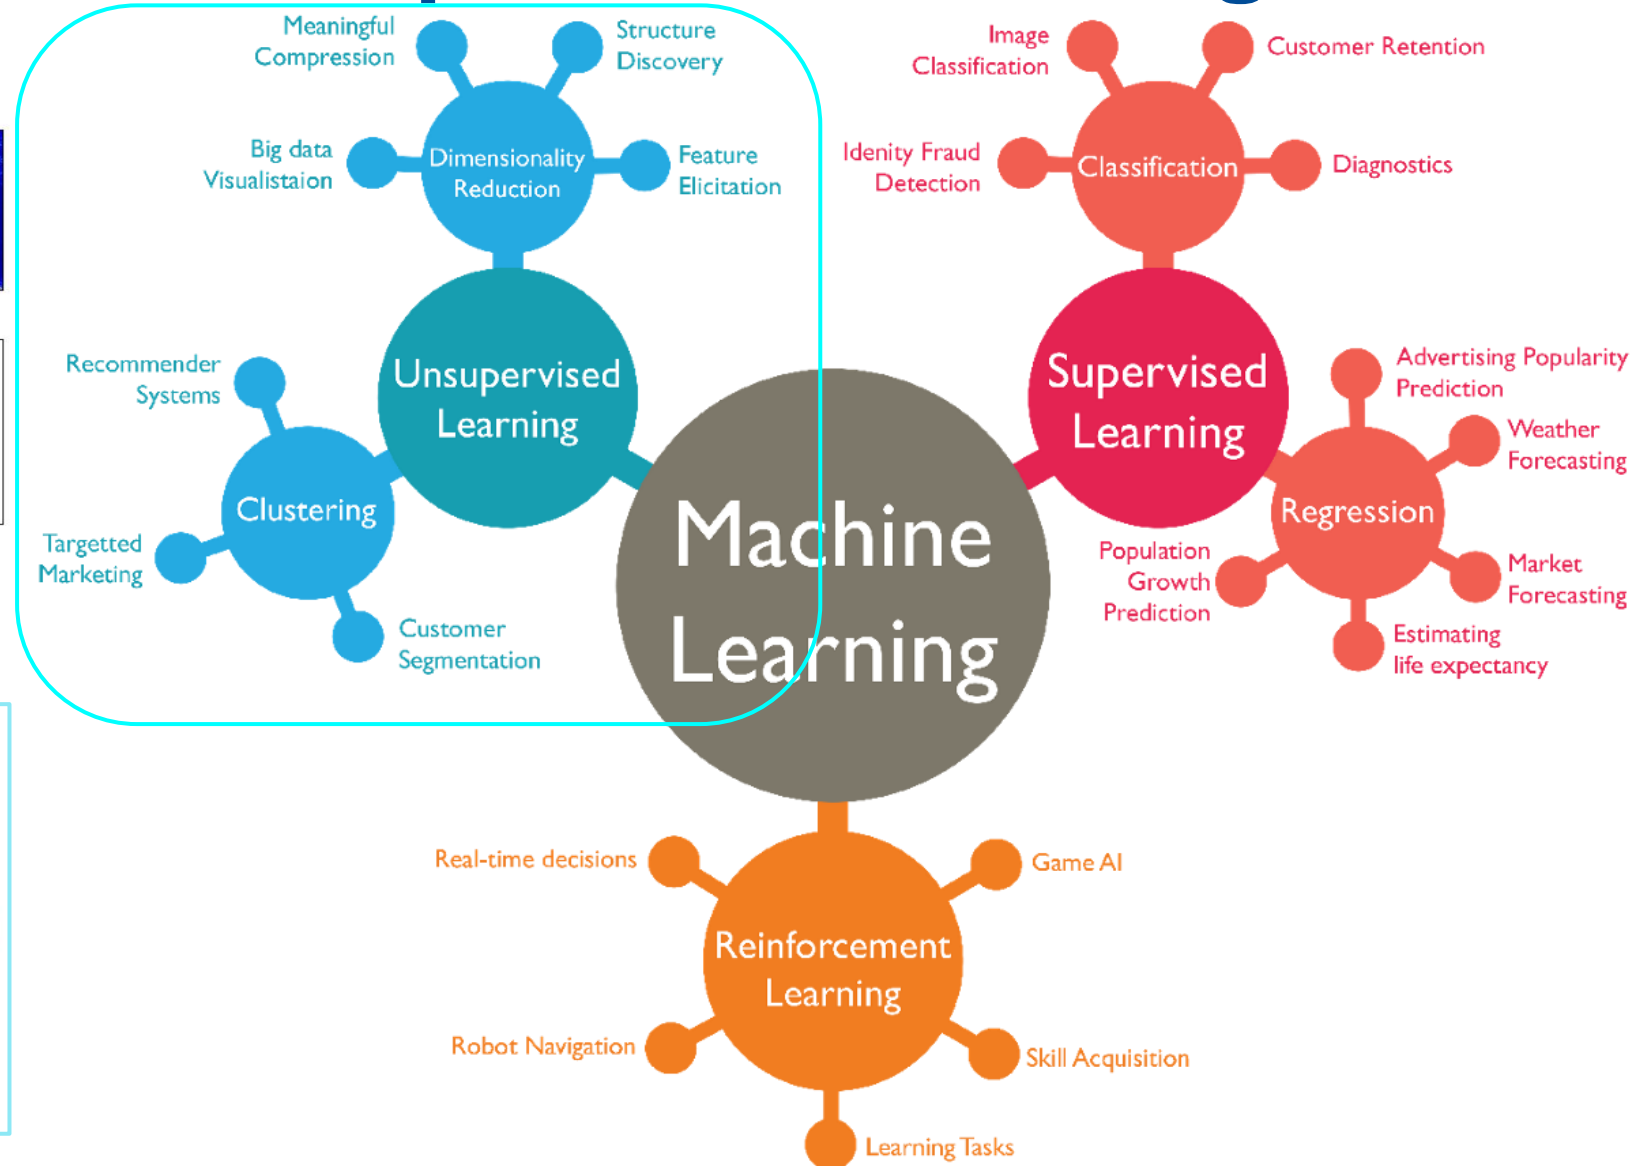 Meaningful
Compression
Structure
Discovery
Big data
Visualistaion
Dimensionality
Reduction
Feature
Elicitation
Unsupervised
Learning
Recommender
Systems
Clustering
Targetted
Marketing
Customer
Segmentation
Image
Classification
Customer Retention
Idenity Fraud
Detection
Classification
Diagnostics
Supervised
Learning
Advertising Popularity
Prediction
Weather
Forecasting
Regression
Population
Growth
Prediction
Market
Forecasting
Estimating
life expectancy
Machine
Learning
Real-time decisions
Game AI
Reinforcement
Learning
Robot Navigation
Skill Acquisition
Learning Tasks